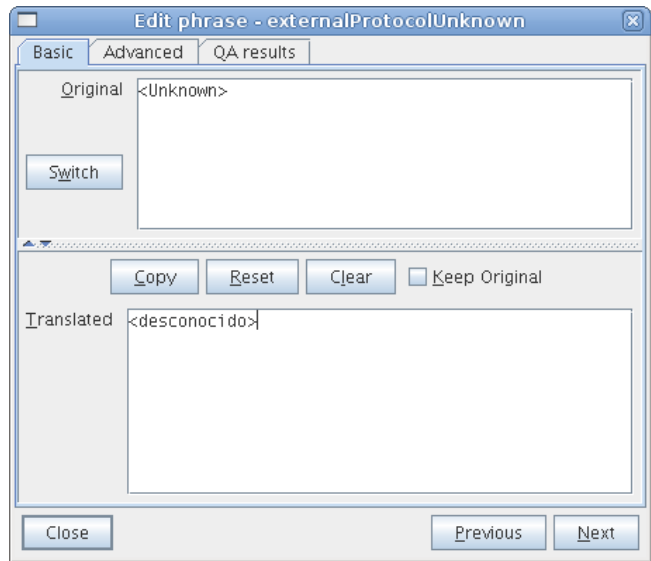 Edit phrase - externalProtocolUnknown
Basic Advanced QA results
Original <Unknown>
Switch
Copy Reset Clear Keep Original
Translated <desconocido>
Close Previous Next